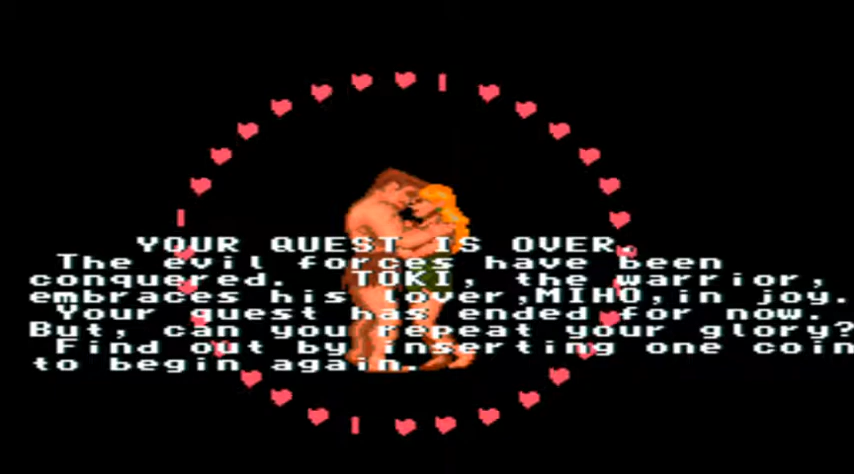 YOUR QUEST IS OVER.
The evil forces have been
conquered. TOKI, the warrior,
embraces his lover,MIHO,in joy.
Your quest has ended for now.
But, can you repeat your glory?
Find out by inserting one coin
to begin again.